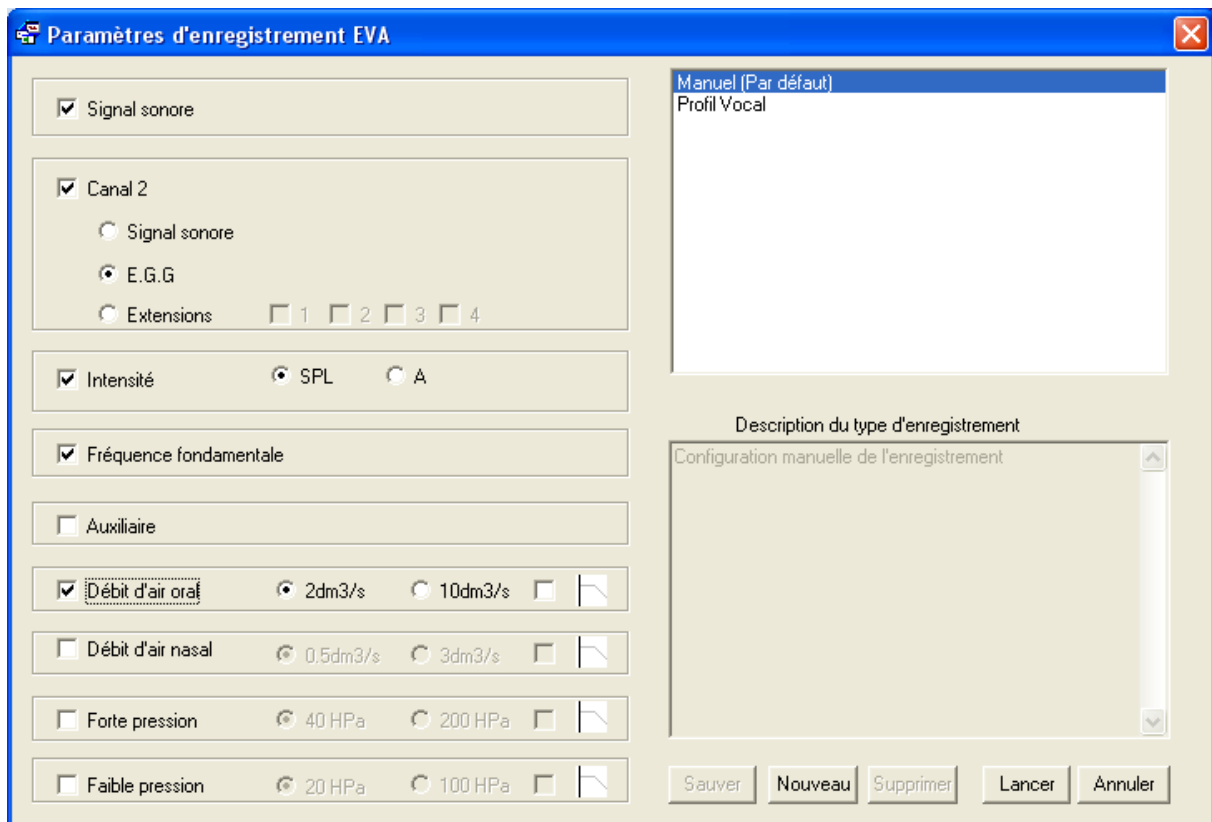 Paramètres d'enregistrement EVA
Signal sonore
Canal 2
Signal sonore
E.G.G
Extensions 1 2 3 4
Intensité SPL A
Fréquence fondamentale
Auxiliaire
Débit d'air oral 2dm3/s 10dm3/s
Débit d'air nasal 0.5dm3/s 3dm3/s
Forte pression 40 HPa 200 HPa
Faible pression 20 HPa 100 HPa
Manuel (Par défaut)
Profil Vocal
Description du type d'enregistrement
Configuration manuelle de l'enregistrement
Sauver Nouveau Supprimer Lancer Annuler